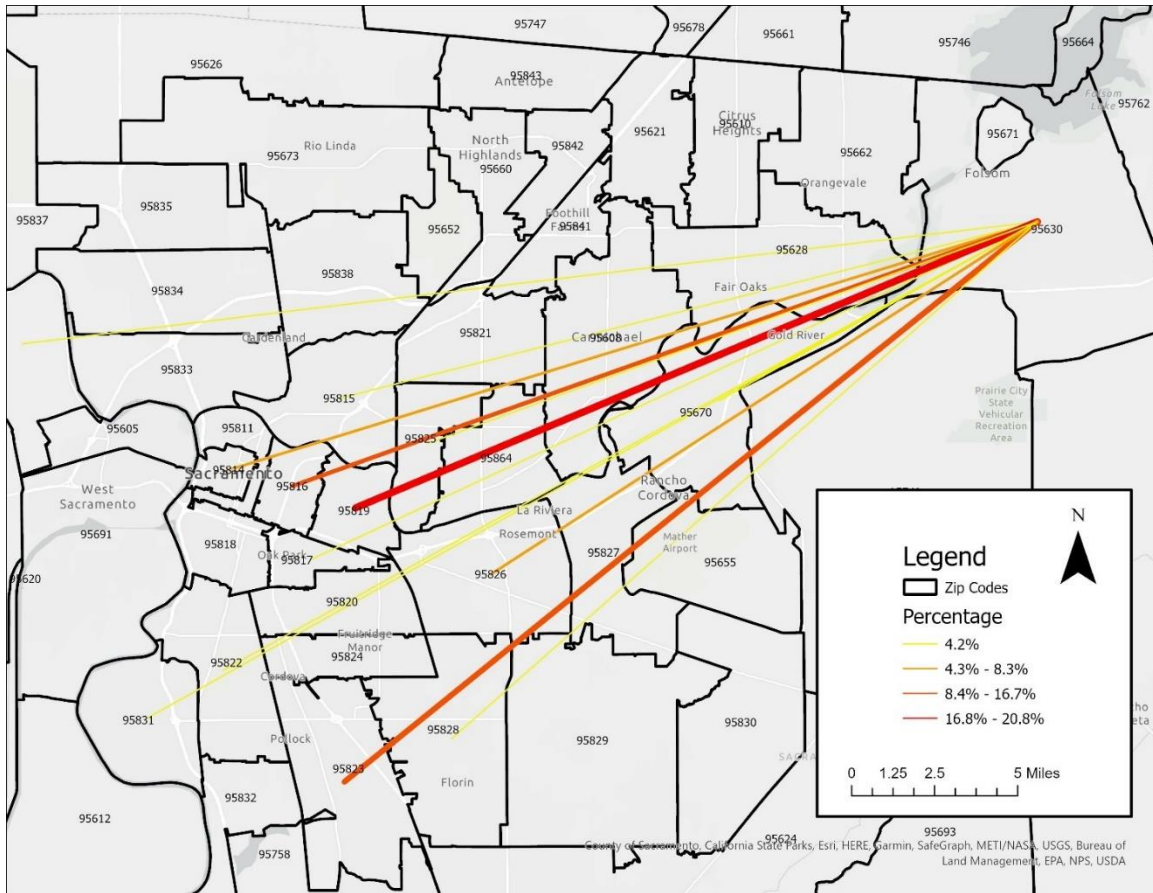 95747
95678
95661
95746
95664
95626
95843
Antelope
Folsom
Lake
95762
95621
Citrus
95610
Heights
95671
North
Highlands
95842
Rio Linda
95673
95660
95662
Folsom
Orangevale
95835
95837
95652
Foothill
95841
95630
95628
95838
95834
Fair Oaks
95821
95608
Gold River
95833
95815
95670
Prairie City
State
Vehicular
Recreation
Area
95605
95811
95825
95864
95814
Sacramento
95816
West
Sacramento
Rancho
Cordova
95819
La Riviera
95691
Rosemont
95818
Oak Park
95817
95826
95827
Mather
Airport
95655
95620
95820
Fruitridge
Manor
95824
95822
Cordova
95831
95828
95830
Pollock
95829
95823
Florin
95832
95612
95758
95624
95693
N
Legend
Zip Codes
Percentage
4.2%
4.3% - 8.3%
8.4% - 16.7%
16.8% - 20.8%
0 1.25 2.5 5 Miles
County of Sacramento, California State Parks, Esri, HERE, Garmin, SafeGraph, METI/NASA, USGS, Bureau of
Land Management, EPA, NPS, USDA